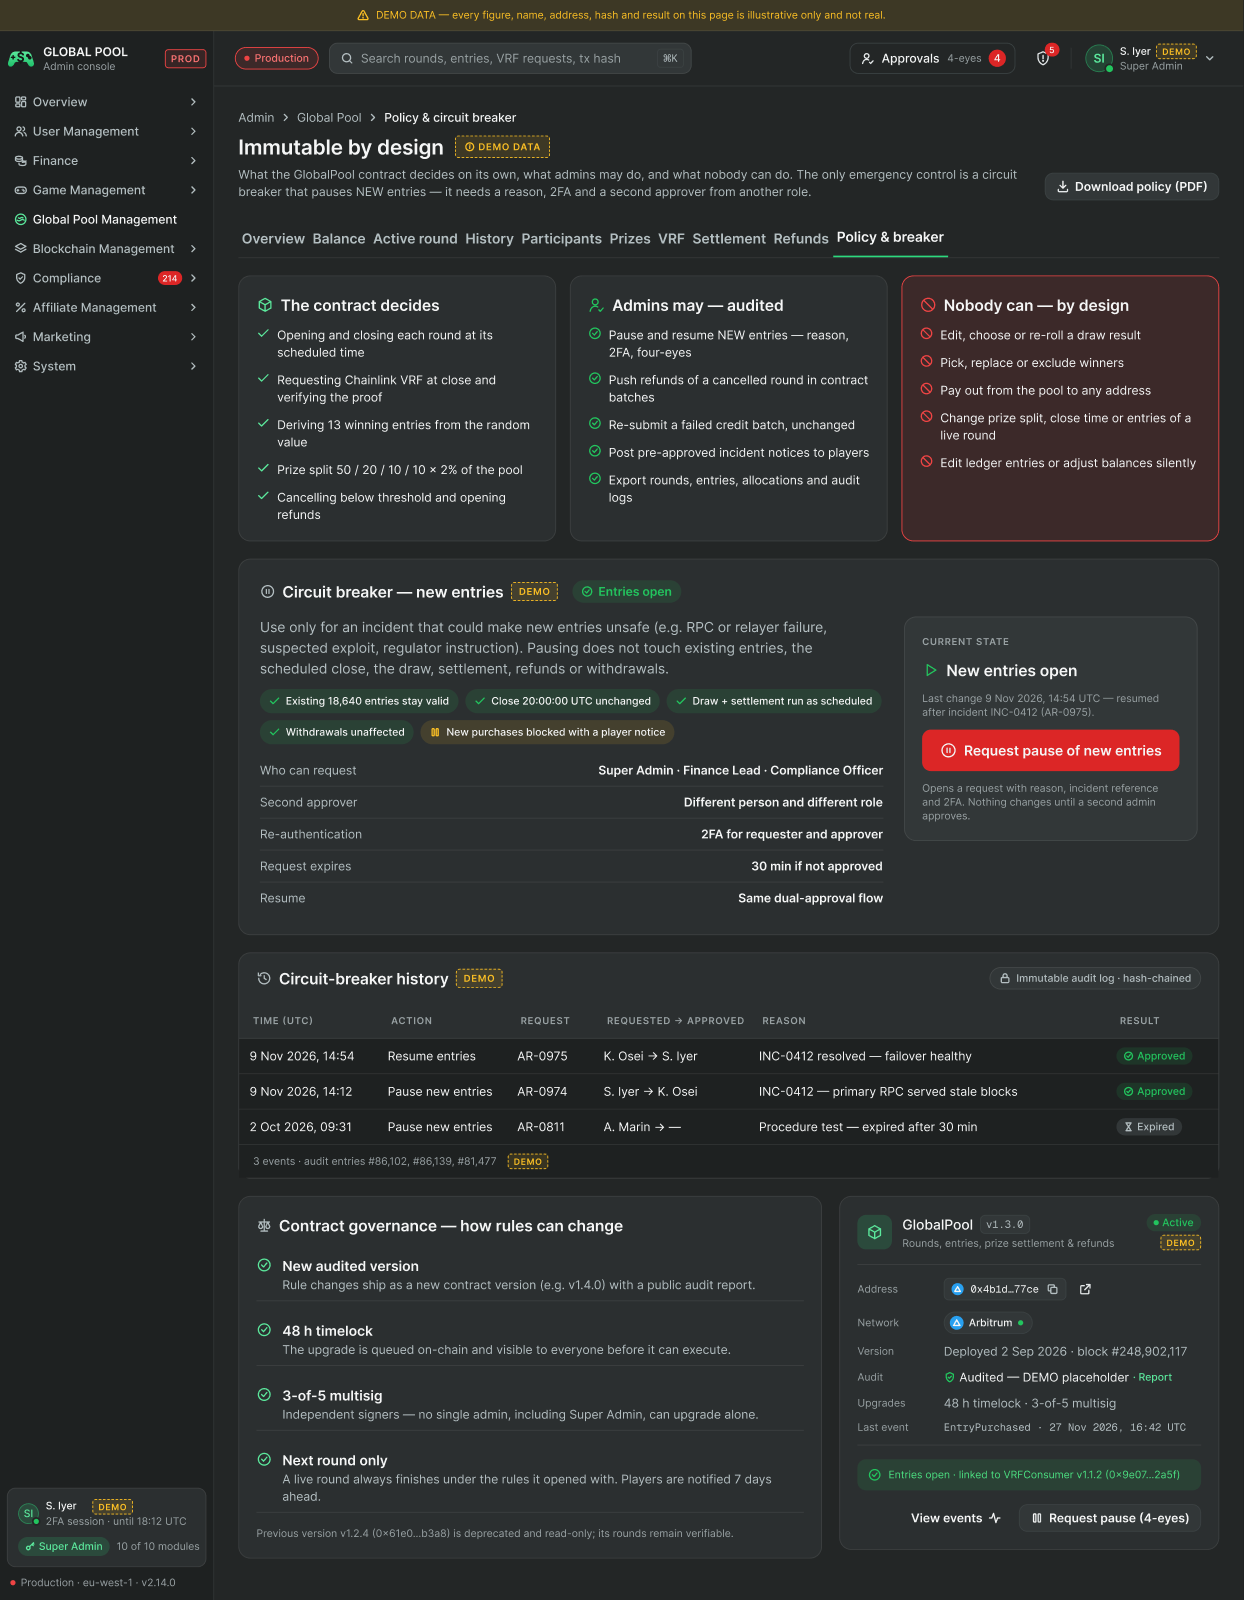 DEMO DATA — every figure, name, address, hash and result on this page is illustrative only and not real.
GLOBAL POOL
Admin console
PROD
Production
Search rounds, entries, VRF requests, tx hash
⌘K
Approvals 4-eyes 4
5
SI
S. Iyer DEMO
Super Admin
Overview
User Management
Finance
Game Management
Global Pool Management
Blockchain Management
Compliance 214
Affiliate Management
Marketing
System
Admin > Global Pool > Policy & circuit breaker
Immutable by design DEMO DATA
What the GlobalPool contract decides on its own, what admins may do, and what nobody can do. The only emergency control is a circuit
breaker that pauses NEW entries — it needs a reason, 2FA and a second approver from another role.
Download policy (PDF)
Overview Balance Active round History Participants Prizes VRF Settlement Refunds Policy & breaker
The contract decides
Opening and closing each round at its
scheduled time
Requesting Chainlink VRF at close and
verifying the proof
Deriving 13 winning entries from the random
value
Prize split 50 / 20 / 10 / 10 × 2% of the pool
Cancelling below threshold and opening
refunds
Admins may — audited
Pause and resume NEW entries — reason,
2FA, four-eyes
Push refunds of a cancelled round in contract
batches
Re-submit a failed credit batch, unchanged
Post pre-approved incident notices to players
Export rounds, entries, allocations and audit
logs
Nobody can — by design
Edit, choose or re-roll a draw result
Pick, replace or exclude winners
Pay out from the pool to any address
Change prize split, close time or entries of a
live round
Edit ledger entries or adjust balances silently
Circuit breaker — new entries DEMO Entries open
Use only for an incident that could make new entries unsafe (e.g. RPC or relayer failure,
suspected exploit, regulator instruction). Pausing does not touch existing entries, the
scheduled close, the draw, settlement, refunds or withdrawals.
Existing 18,640 entries stay valid
Close 20:00:00 UTC unchanged
Draw + settlement run as scheduled
Withdrawals unaffected
New purchases blocked with a player notice
Who can request Super Admin · Finance Lead · Compliance Officer
Second approver Different person and different role
Re-authentication 2FA for requester and approver
Request expires 30 min if not approved
Resume Same dual-approval flow
CURRENT STATE
New entries open
Last change 9 Nov 2026, 14:54 UTC — resumed
after incident INC-0412 (AR-0975).
Request pause of new entries
Opens a request with reason, incident reference
and 2FA. Nothing changes until a second admin
approves.
Circuit-breaker history DEMO
Immutable audit log · hash-chained
TIME (UTC) ACTION REQUEST REQUESTED → APPROVED REASON RESULT
9 Nov 2026, 14:54 Resume entries AR-0975 K. Osei → S. Iyer INC-0412 resolved — failover healthy Approved
9 Nov 2026, 14:12 Pause new entries AR-0974 S. Iyer → K. Osei INC-0412 — primary RPC served stale blocks Approved
2 Oct 2026, 09:31 Pause new entries AR-0811 A. Marin → — Procedure test — expired after 30 min Expired
3 events · audit entries #86,102, #86,139, #81,477 DEMO
Contract governance — how rules can change
New audited version
Rule changes ship as a new contract version (e.g. v1.4.0) with a public audit report.
48 h timelock
The upgrade is queued on-chain and visible to everyone before it can execute.
3-of-5 multisig
Independent signers — no single admin, including Super Admin, can upgrade alone.
Next round only
A live round always finishes under the rules it opened with. Players are notified 7 days
ahead.
Previous version v1.2.4 (0×61e0…b3a8) is deprecated and read-only; its rounds remain verifiable.
GlobalPool v1.3.0
Rounds, entries, prize settlement & refunds
Active
DEMO
Address 0x4b1d…77ce
Network Arbitrum
Version Deployed 2 Sep 2026 · block #248,902,117
Audit Audited — DEMO placeholder · Report
Upgrades 48 h timelock · 3-of-5 multisig
Last event EntryPurchased · 27 Nov 2026, 16:42 UTC
Entries open · linked to VRFConsumer v1.1.2 (0×9e07…2a5f)
View events
Request pause (4-eyes)
SI
S. Iyer DEMO
2FA session · until 18:12 UTC
Super Admin 10 of 10 modules
Production · eu-west-1 · v2.14.0